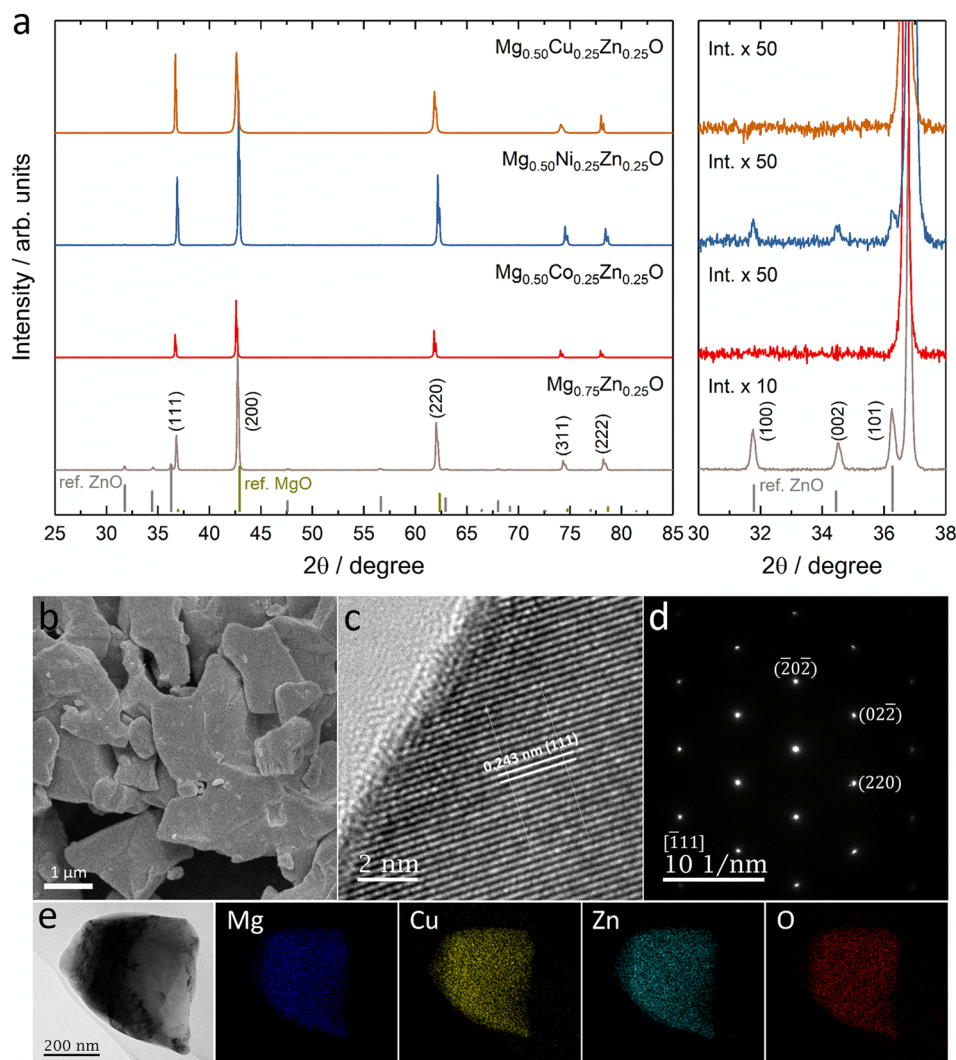 a
Intensity / arb. units
Mg0.50Cu0.25Zn0.25O
Mg0.50Ni0.25Zn0.25O
Mg0.50Co0.25Zn0.25O
Mg0.75Zn0.25O
(111)
(200)
(220)
(311)
(222)
ref. ZnO
ref. MgO
25 30 35 40 45 50 55 60 65 70 75 80 85
2θ / degree
Int. x 50
Int. x 50
Int. x 50
Int. x 10
(100)
(002)
(101)
ref. ZnO
30 32 34 36 38
2θ / degree
b
1 μm
c
0.243 nm (111)
2 nm
d
(2̅02̅)
(022̅)
(220)
[1̅11]
10 1/nm
e
200 nm
Mg
Cu
Zn
O